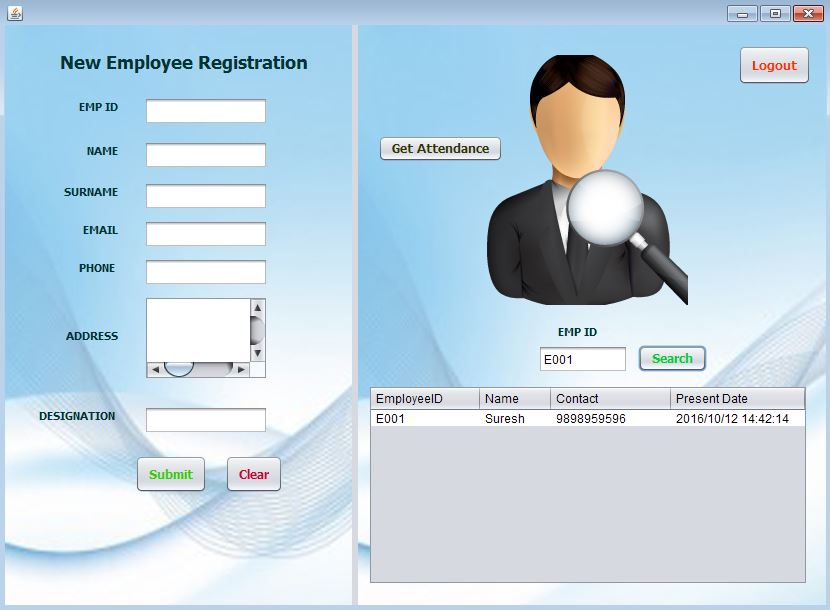 New Employee Registration
EMP ID
NAME
SURNAME
EMAIL
PHONE
ADDRESS
DESIGNATION
Submit Clear
Logout
Get Attendance
EMP ID
E001 Search
EmployeeID Name Contact Present Date
E001 Suresh 9898959596 2016/10/12 14:42:14